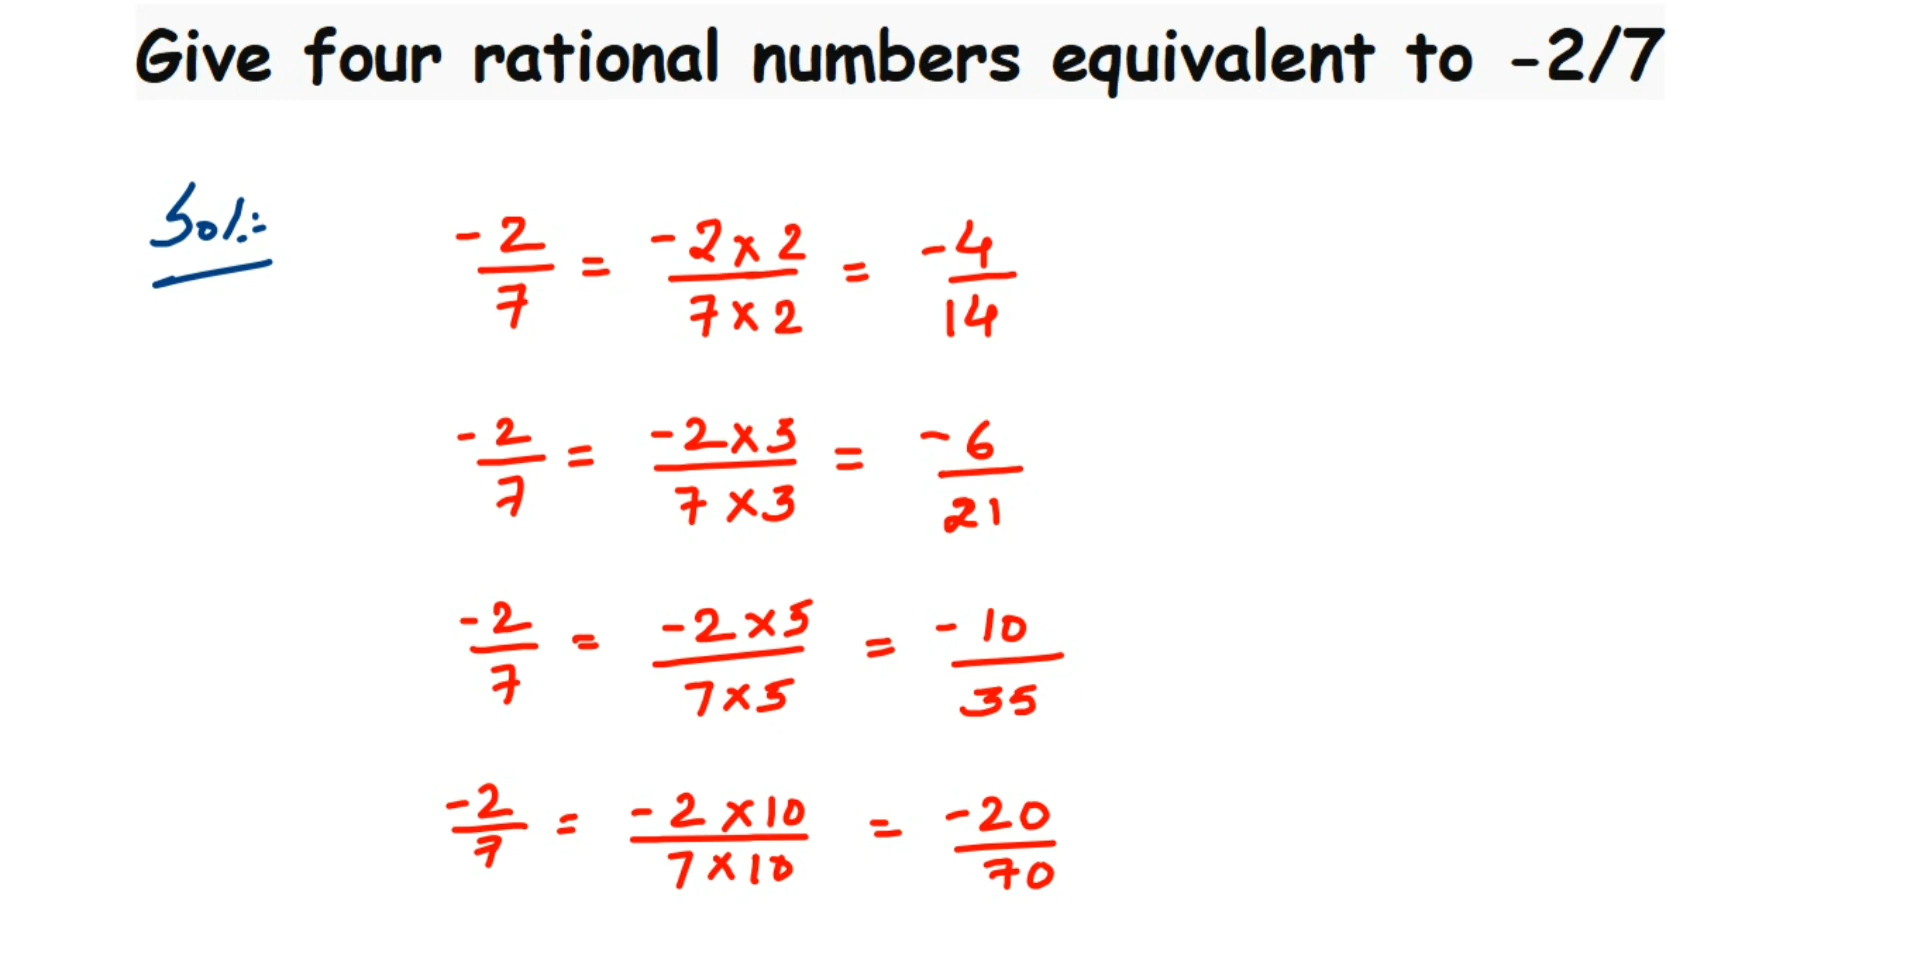 Give four rational numbers equivalent to -2/7
Sol:-
-2/7 = -2×2/7×2 = -4/14
-2/7 = -2×3/7×3 = -6/21
-2/7 = -2×5/7×5 = -10/35
-2/7 = -2×10/7×10 = -20/70